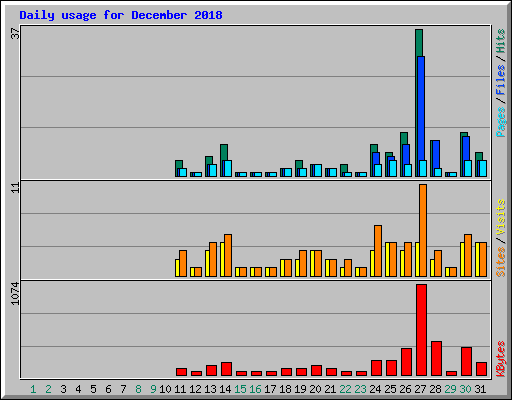 Daily usage for December 2018
37
Pages / Files / Hits
11
Sites / Visits
1074
KBytes
1 2 3 4 5 6 7 8 9 10 11 12 13 14 15 16 17 18 19 20 21 22 23 24 25 26 27 28 29 30 31